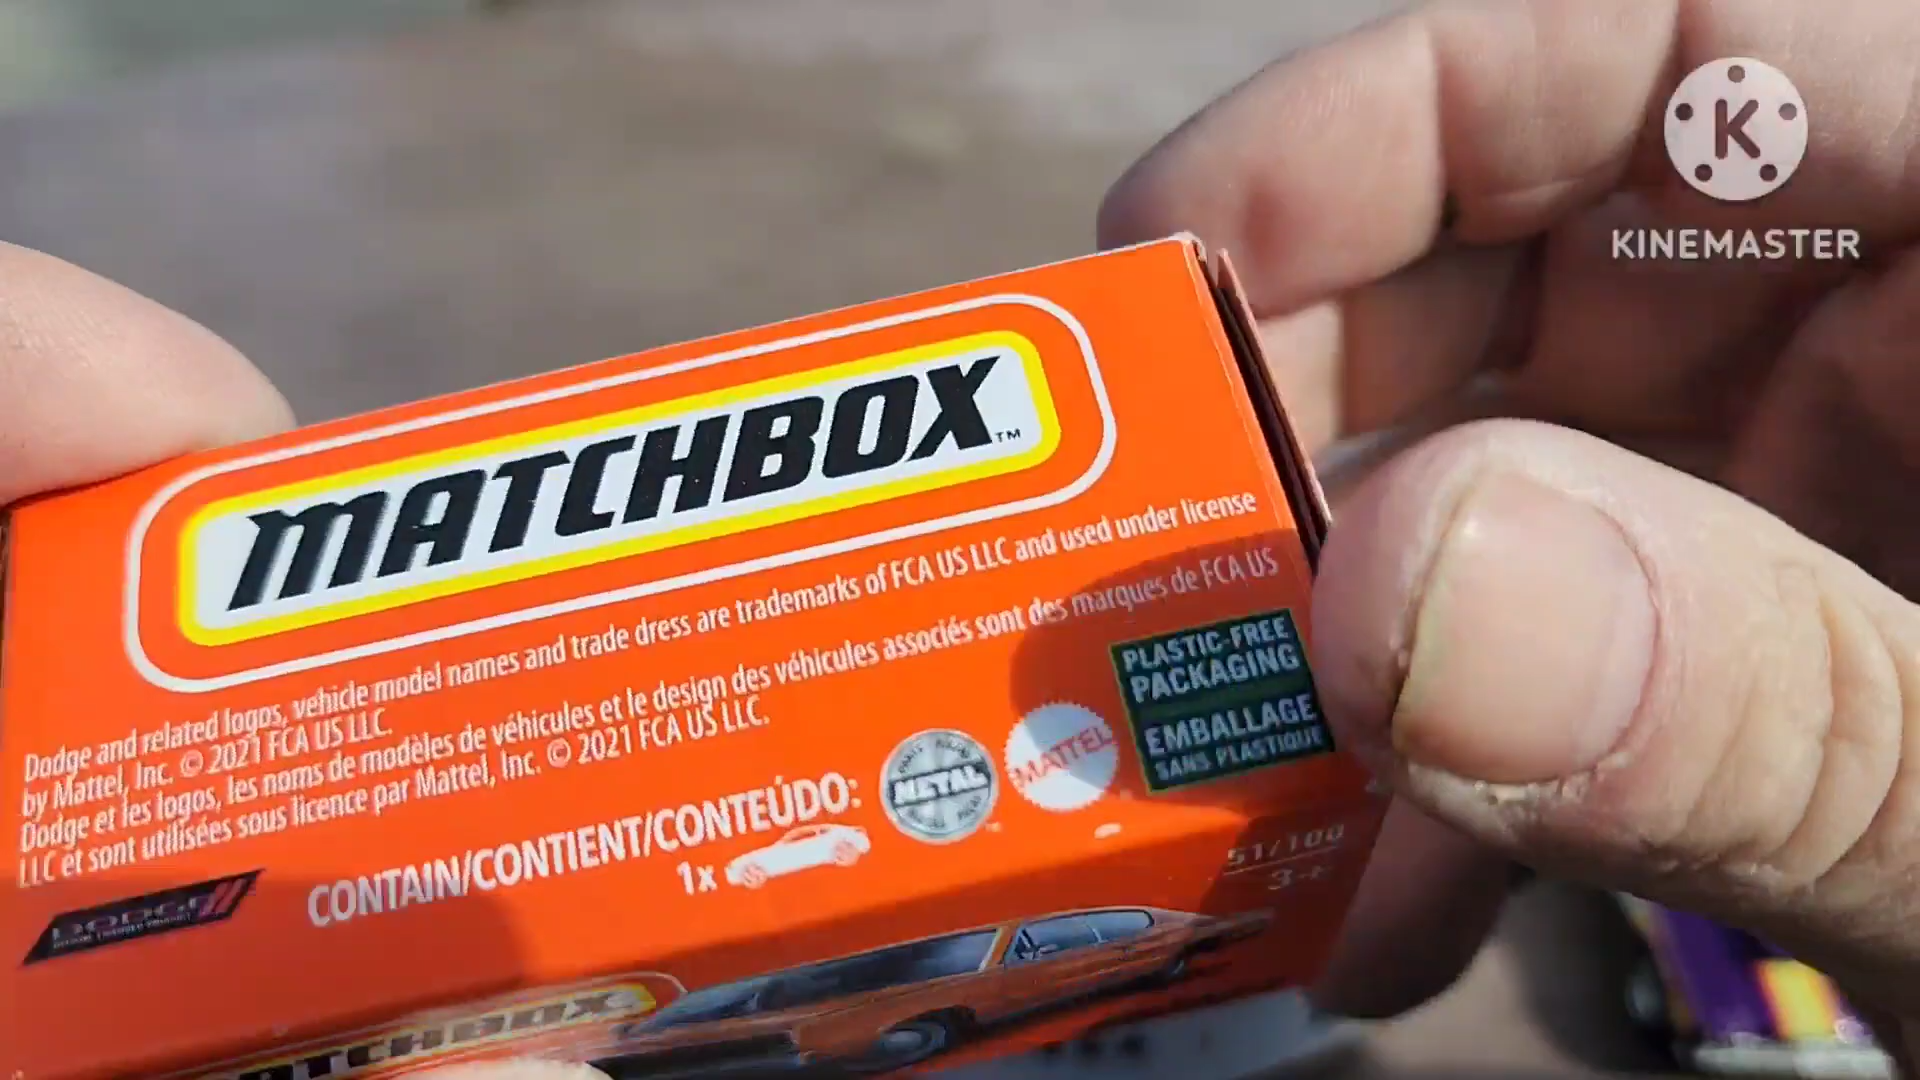 K
KINEMASTER
MATCHBOX™
Dodge and related logos, vehicle model names and trade dress are trademarks of FCA US LLC and used under license
by Mattel, Inc. © 2021 FCA US LLC.
Dodge et les logos, les noms de modèles de véhicules et le design des véhicules associés sont des marques de FCA US
LLC et sont utilisées sous licence par Mattel, Inc. © 2021 FCA US LLC.
PLASTIC-FREE
PACKAGING
EMBALLAGE
SANS PLASTIQUE
CONTAIN/CONTIENT/CONTEÚDO:
1x
METAL
MATTEL
51/100
3+
DODGE
MATCHBOX